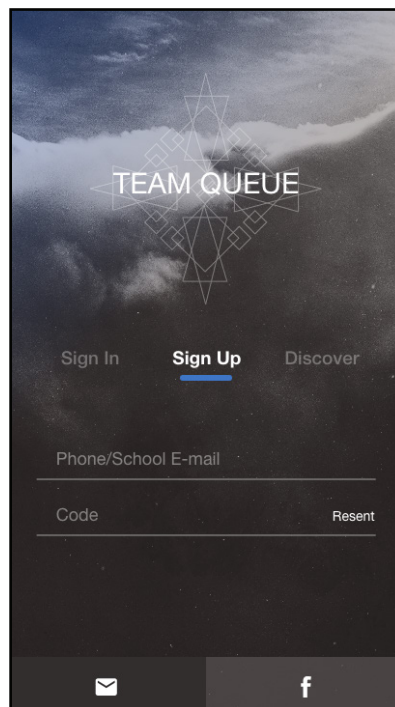 TEAM QUEUE
Sign In Sign Up Discover
Phone/School E-mail
Code Resent
f